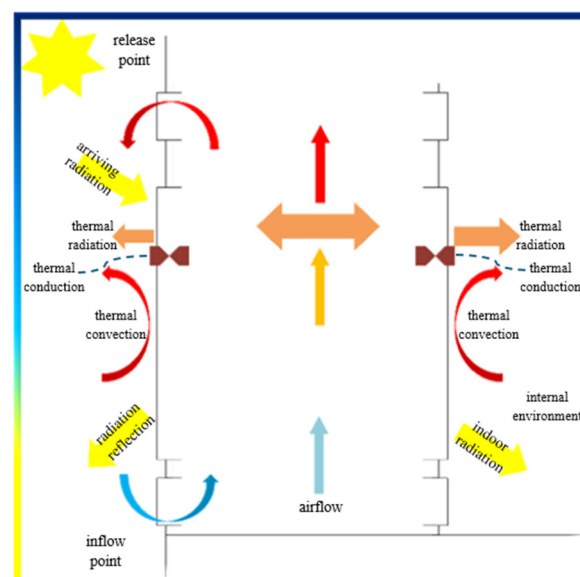 release
point
arriving
radiation
thermal
radiation
thermal
conduction
thermal
convection
radiation
reflection
inflow
point
airflow
thermal
radiation
thermal
conduction
thermal
convection
internal
environment
indoor
radiation